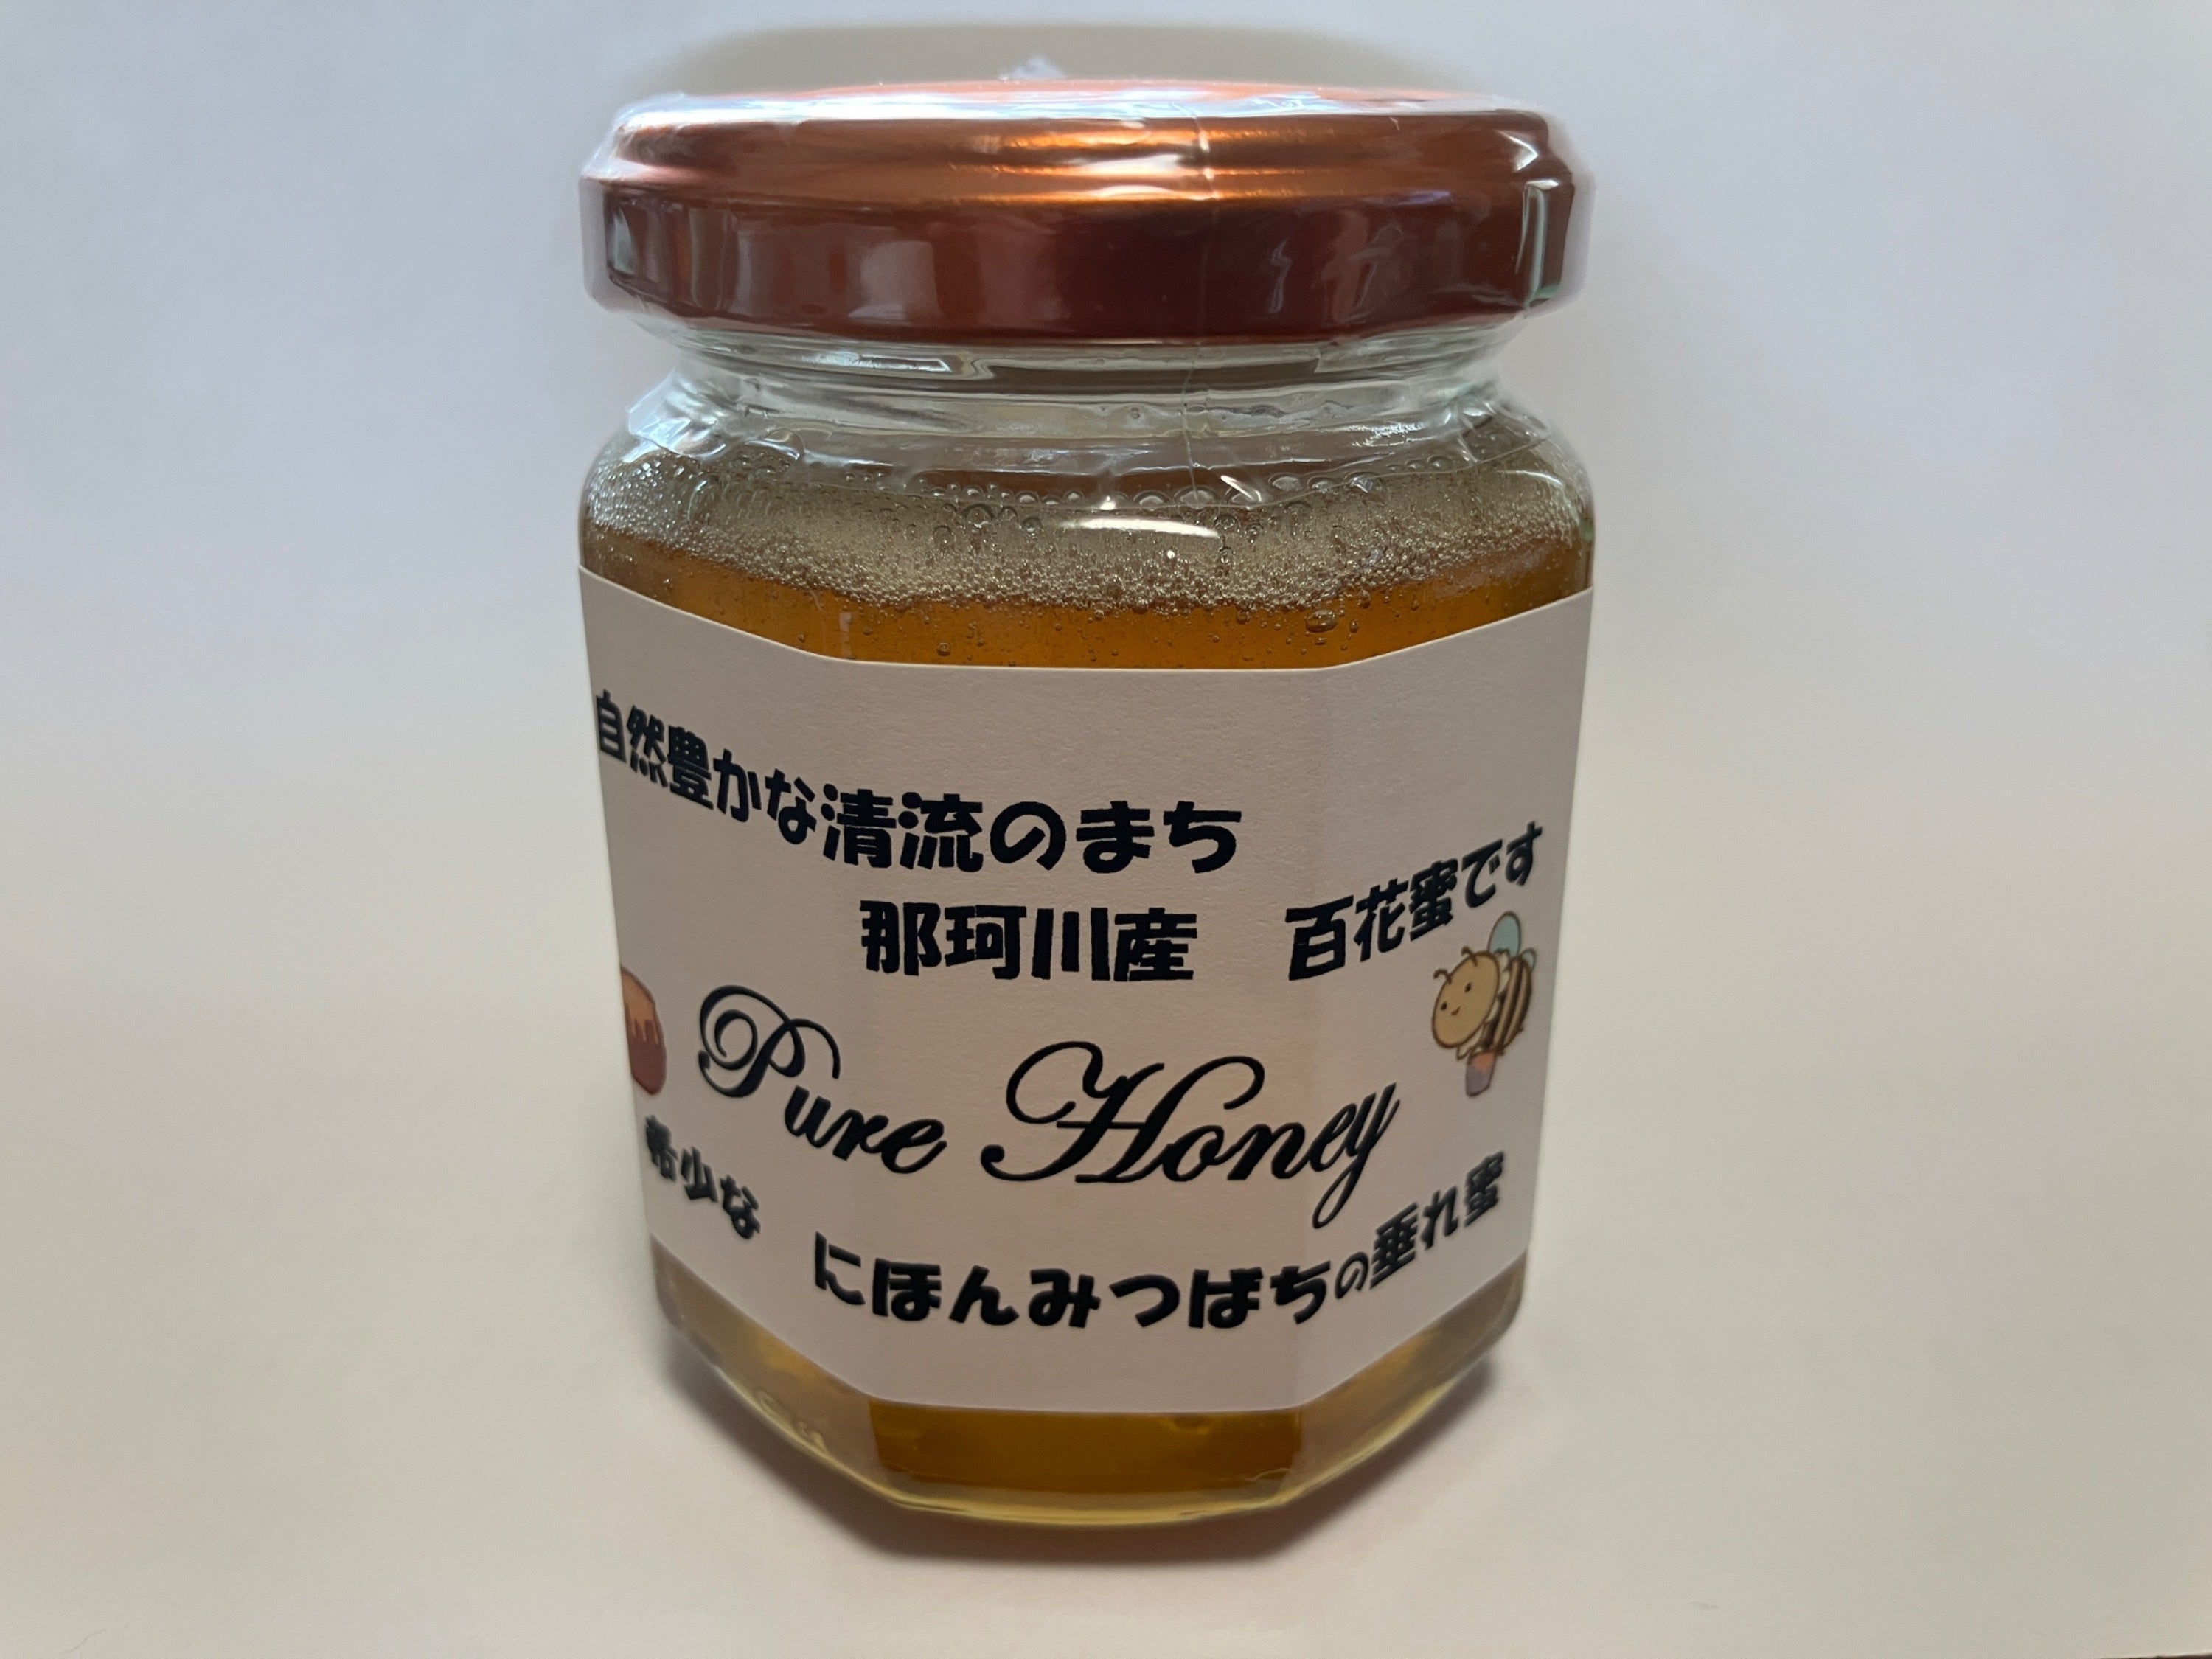 自然豊かな清流のまち
那珂川産
百花蜜です
Pure Honey
希少な
にほんみつばちの垂れ蜜